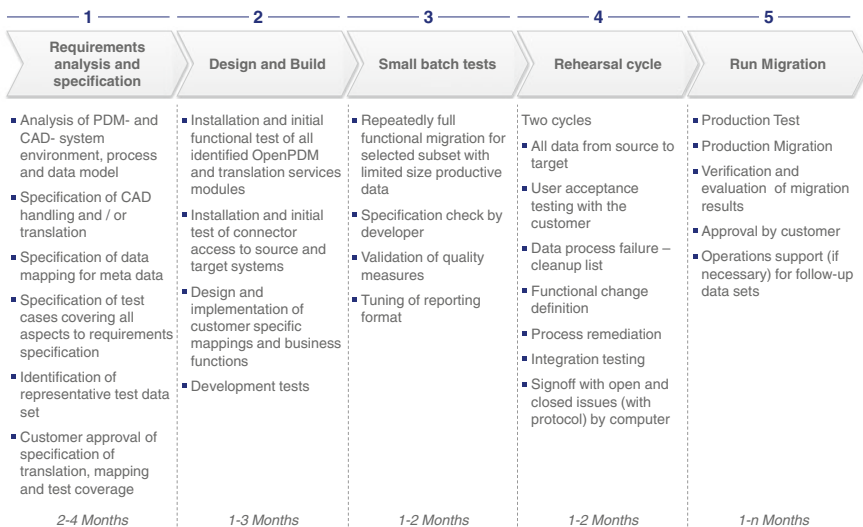 1
2
3
4
5
Requirements
analysis and
specification
Design and Build
Small batch tests
Rehearsal cycle
Run Migration
▪ Analysis of PDM- and
CAD- system
environment, process
and data model
▪ Specification of CAD
handling and / or
translation
▪ Specification of data
mapping for meta data
▪ Specification of test
cases covering all
aspects to requirements
specification
▪ Identification of
representative test data
set
▪ Customer approval of
specification of
translation, mapping
and test coverage
2-4 Months
▪ Installation and initial
functional test of all
identified OpenPDM
and translation services
modules
▪ Installation and initial
test of connector
access to source and
target systems
▪ Design and
implementation of
customer specific
mappings and business
functions
▪ Development tests
1-3 Months
▪ Repeatedly full
functional migration for
selected subset with
limited size productive
data
▪ Specification check by
developer
▪ Validation of quality
measures
▪ Tuning of reporting
format
1-2 Months
Two cycles
▪ All data from source to
target
▪ User acceptance
testing with the
customer
▪ Data process failure –
cleanup list
▪ Functional change
definition
▪ Process remediation
▪ Integration testing
▪ Signoff with open and
closed issues (with
protocol) by computer
1-2 Months
▪ Production Test
▪ Production Migration
▪ Verification and
evaluation of migration
results
▪ Approval by customer
▪ Operations support (if
necessary) for follow-up
data sets
1-n Months